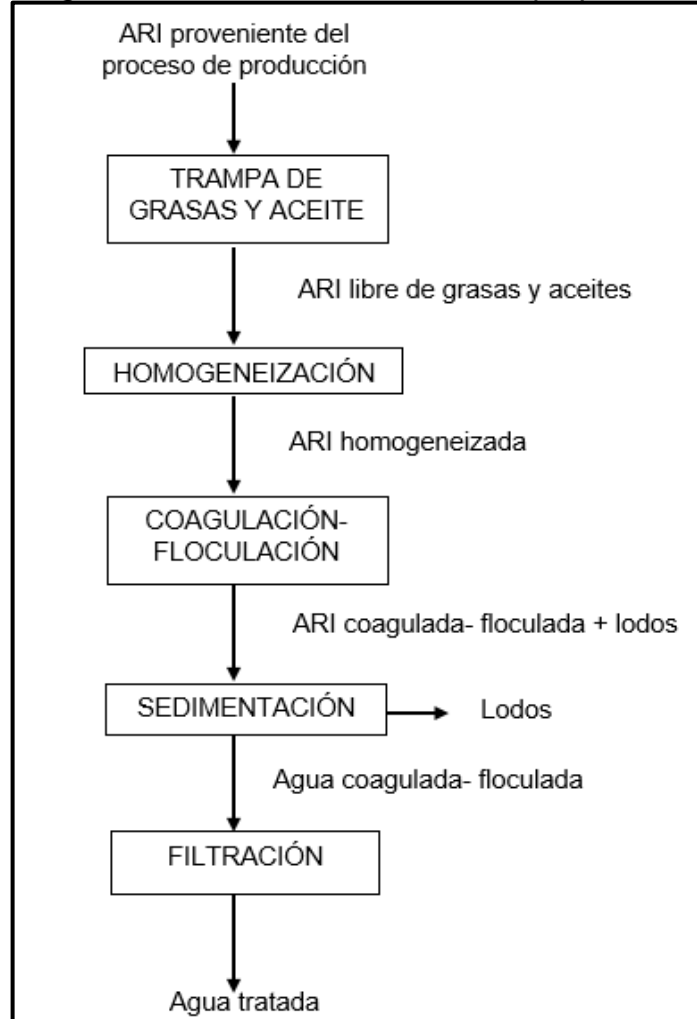 ARI proveniente del
proceso de producción
TRAMPA DE
GRASAS Y ACEITE
ARI libre de grasas y aceites
HOMOGENEIZACIÓN
ARI homogeneizada
COAGULACIÓN-
FLOCULACIÓN
ARI coagulada- floculada + lodos
SEDIMENTACIÓN
Lodos
Agua coagulada- floculada
FILTRACIÓN
Agua tratada